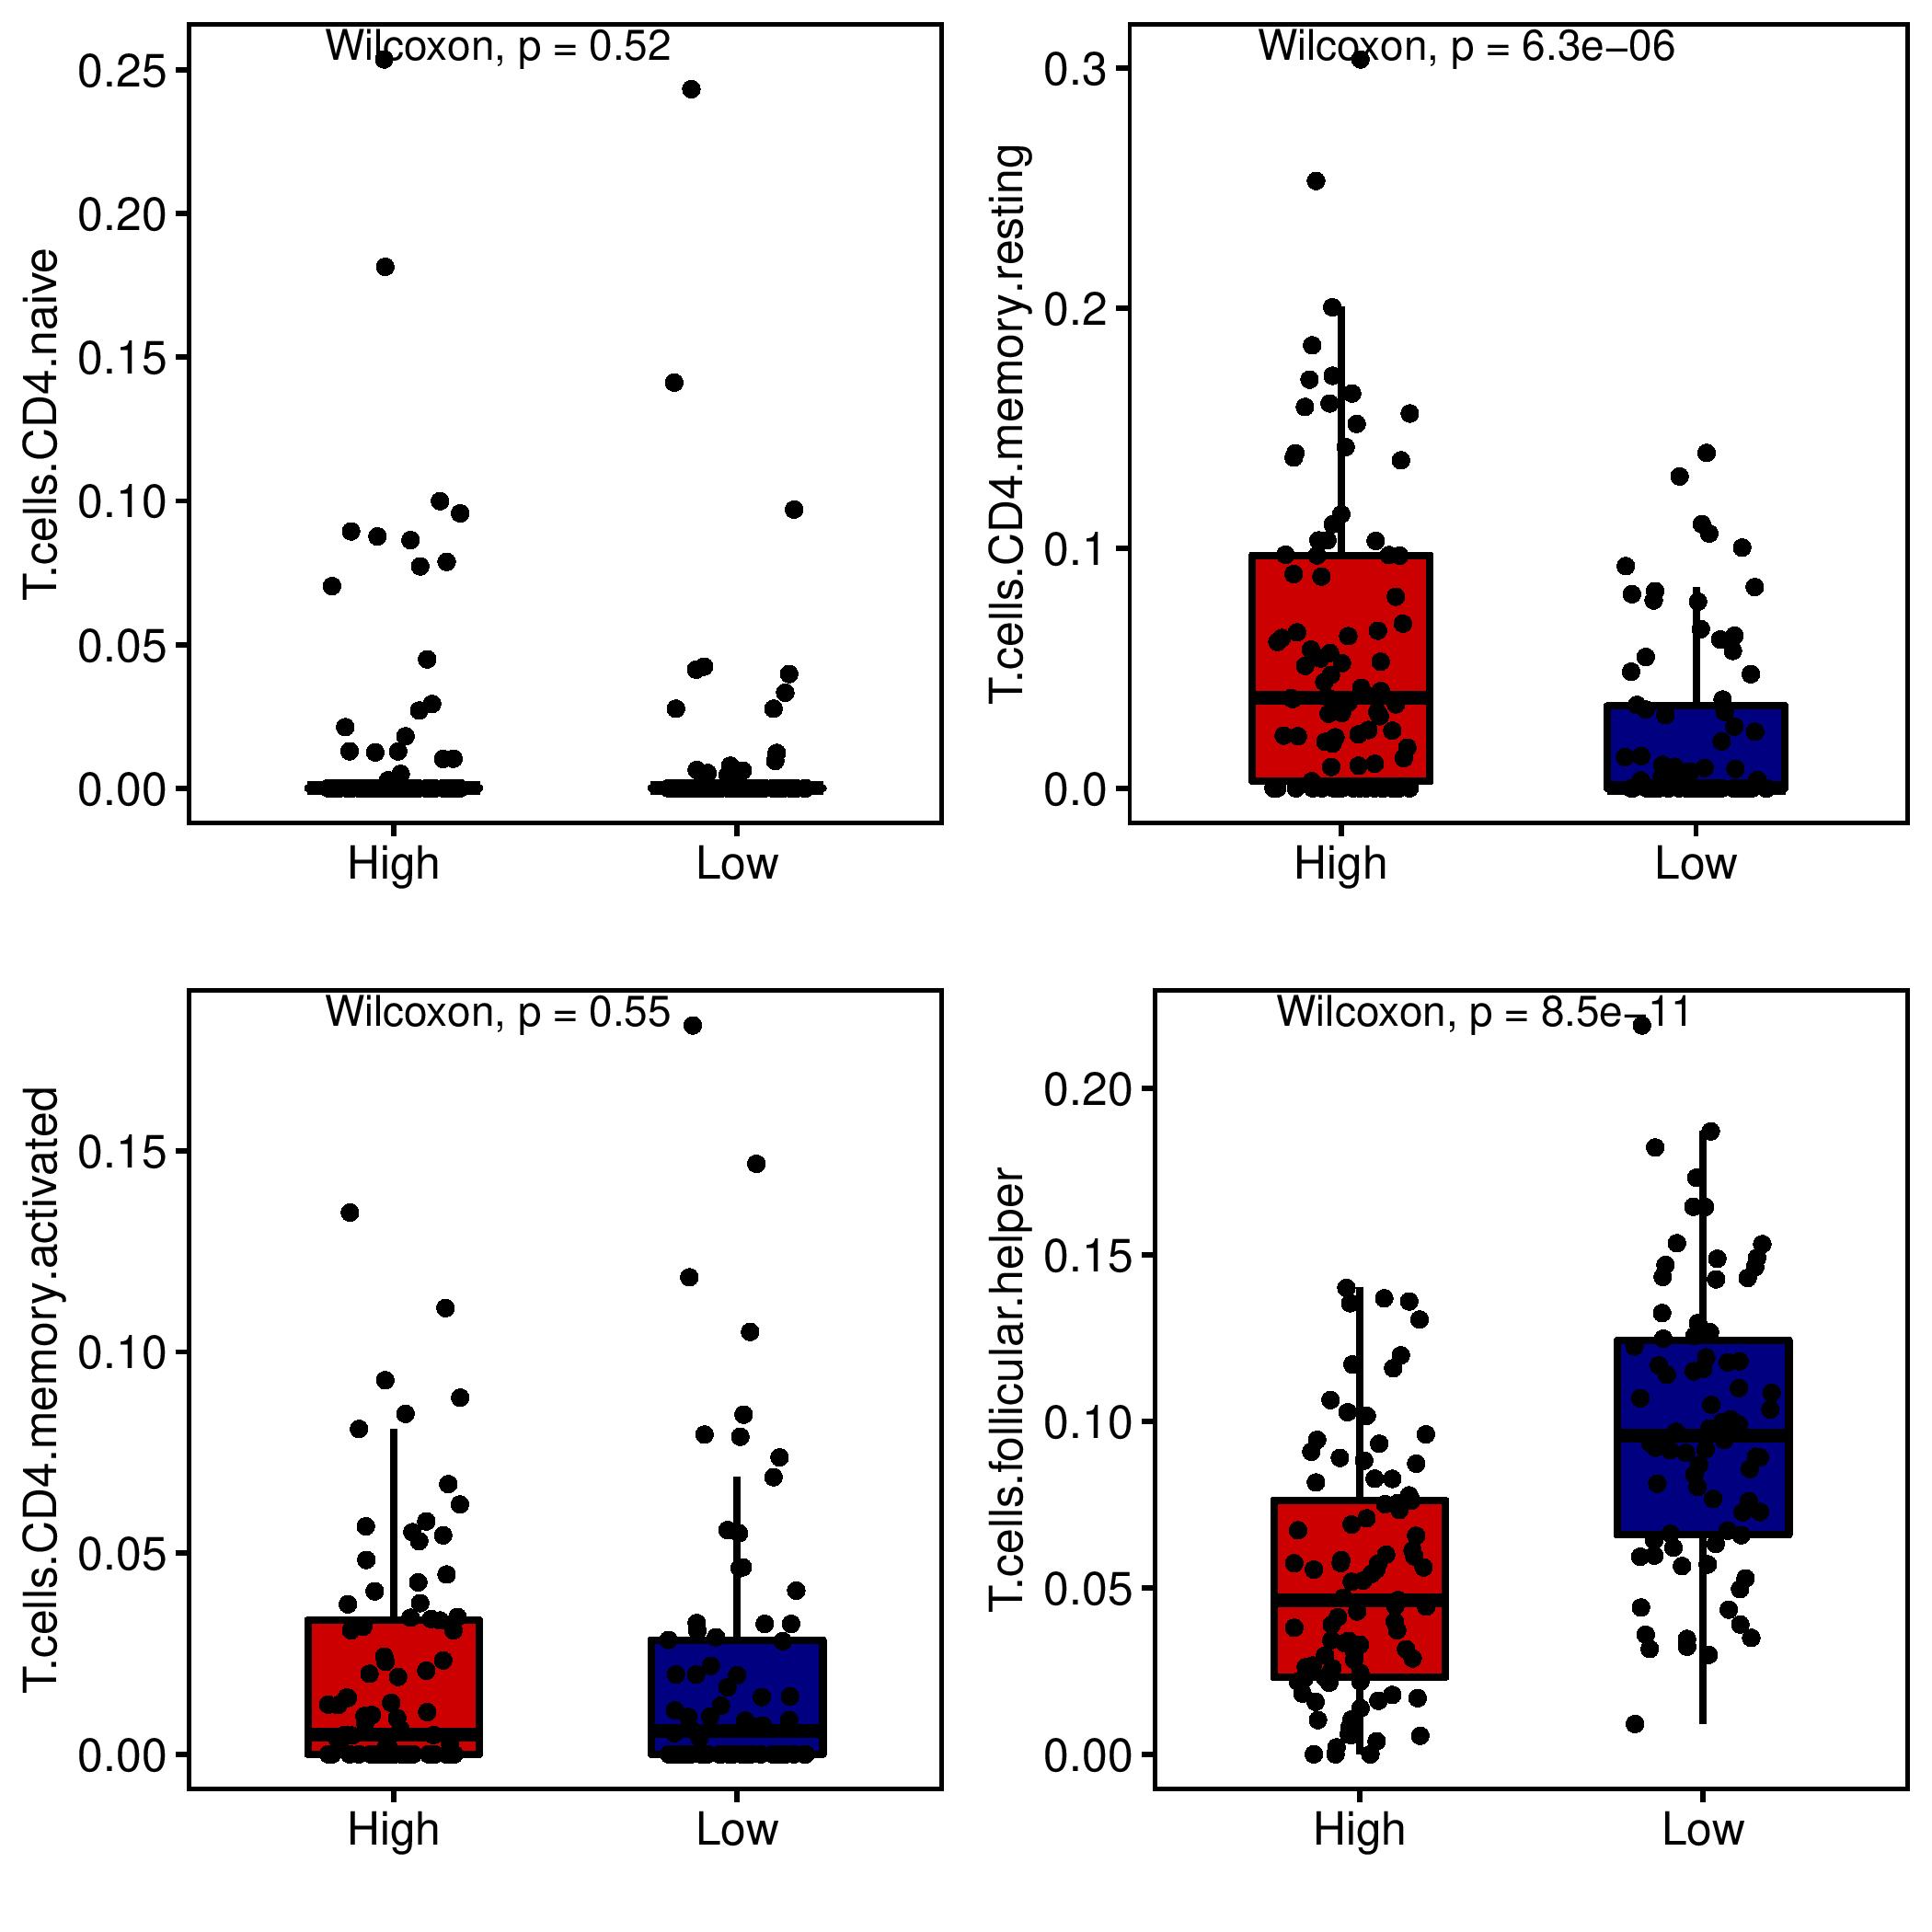 Wilcoxon, p = 0.52
T.cells.CD4.naive
0.25
0.20
0.15
0.10
0.05
0.00
High Low
Wilcoxon, p = 6.3e−06
T.cells.CD4.memory.resting
0.3
0.2
0.1
0.0
High Low
Wilcoxon, p = 0.55
T.cells.CD4.memory.activated
0.15
0.10
0.05
0.00
High Low
Wilcoxon, p = 8.5e−11
T.cells.follicular.helper
0.20
0.15
0.10
0.05
0.00
High Low